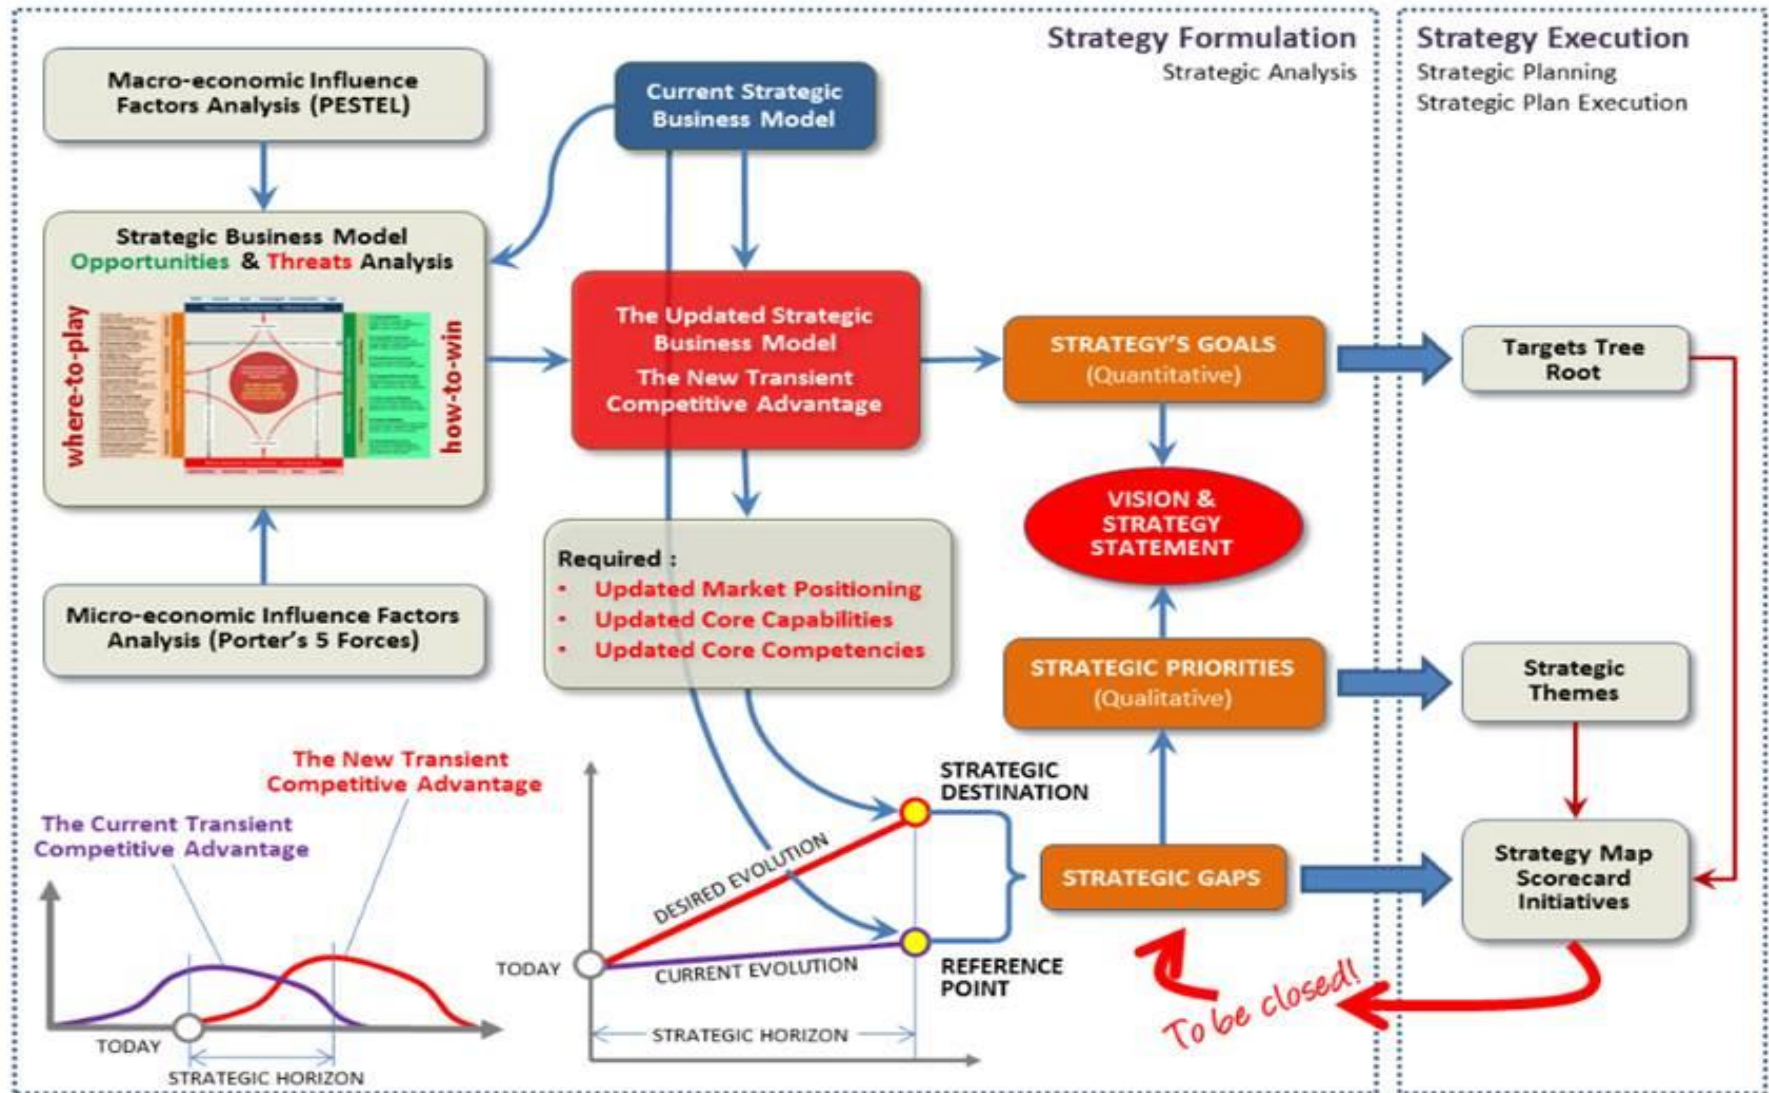 Strategy Formulation
Strategic Analysis
Strategy Execution
Strategic Planning
Strategic Plan Execution
Macro-economic Influence
Factors Analysis (PESTEL)
Current Strategic
Business Model
Strategic Business Model
Opportunities & Threats Analysis
where-to-play
how-to-win
The Updated Strategic
Business Model
The New Transient
Competitive Advantage
STRATEGY'S GOALS
(Quantitative)
Targets Tree
Root
VISION &
STRATEGY
STATEMENT
Required :
• Updated Market Positioning
• Updated Core Capabilities
• Updated Core Competencies
Micro-economic Influence Factors
Analysis (Porter's 5 Forces)
STRATEGIC PRIORITIES
(Qualitative)
Strategic
Themes
The New Transient
Competitive Advantage
The Current Transient
Competitive Advantage
TODAY
STRATEGIC HORIZON
STRATEGIC
DESTINATION
DESIRED EVOLUTION
TODAY
CURRENT EVOLUTION
REFERENCE
POINT
STRATEGIC HORIZON
STRATEGIC GAPS
Strategy Map
Scorecard
Initiatives
To be closed!